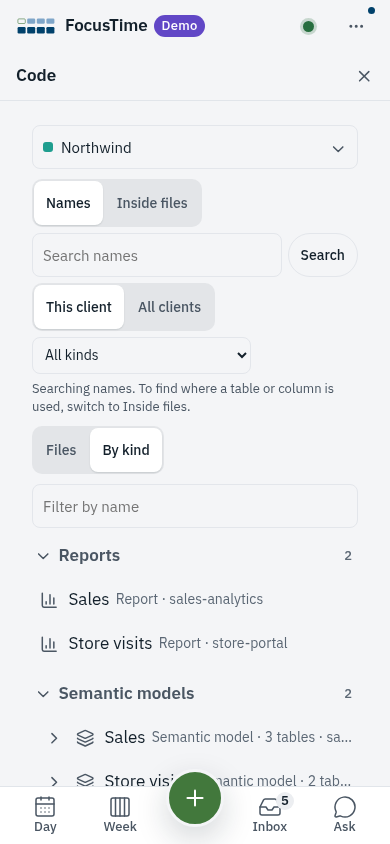 FocusTime Demo
Code
Northwind
Names Inside files
Search names Search
This client All clients
All kinds
Searching names. To find where a table or column is
used, switch to Inside files.
Files By kind
Filter by name
Reports 2
Sales Report · sales-analytics
Store visits Report · store-portal
Semantic models 2
Sales Semantic model · 3 tables · sa...
Store model · 2 tab...
Day Week Inbox 5 Ask